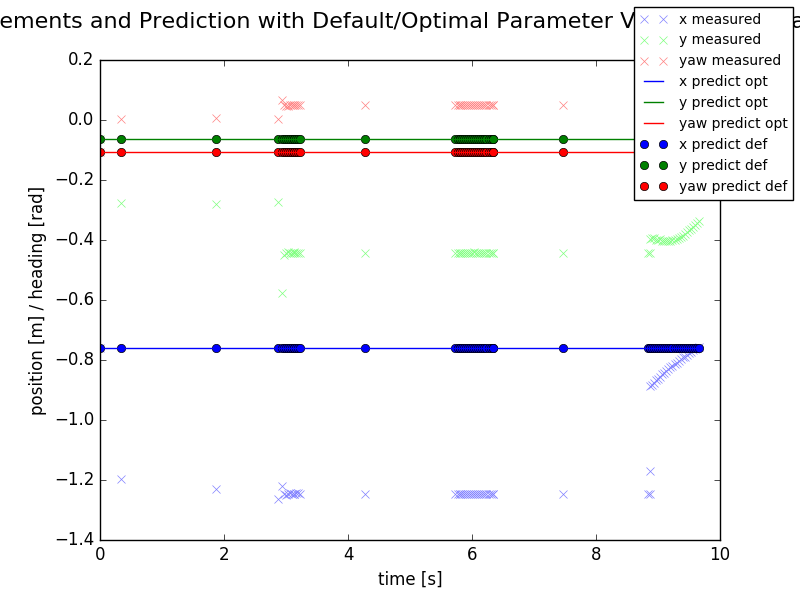 ements and Prediction with Default/Optimal Parameter V
x measured
y measured
yaw measured
x predict opt
y predict opt
yaw predict opt
x predict def
y predict def
yaw predict def
0.2
0.0
−0.2
−0.4
−0.6
−0.8
−1.0
−1.2
−1.4
position [m] / heading [rad]
0 2 4 6 8 10
time [s]